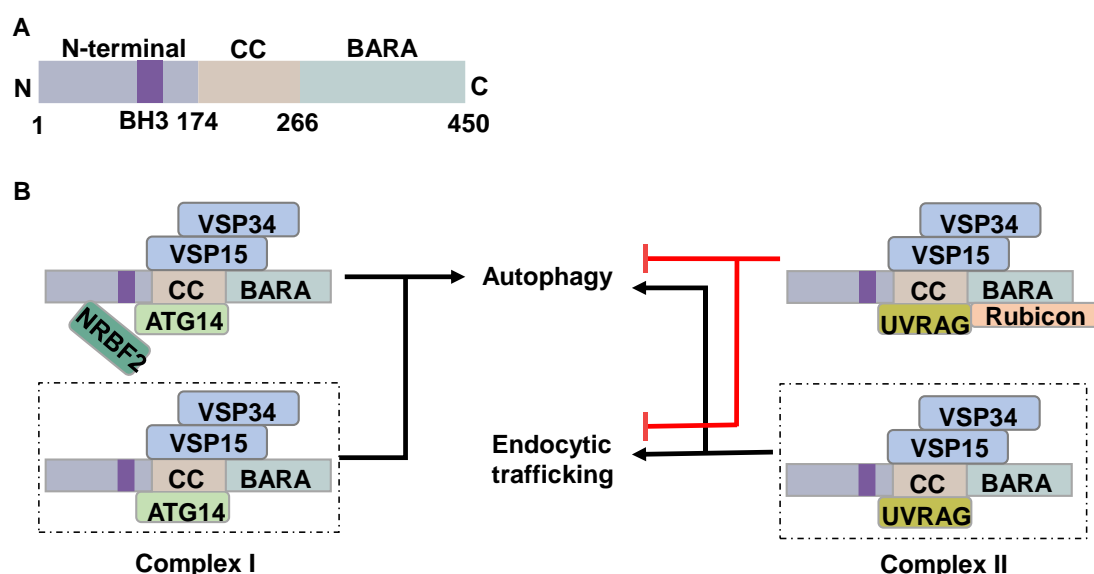 A
N-terminal CC BARA
N C
1 BH3 174 266 450
B
VSP34
VSP15
CC BARA
ATG14
NRBF2
VSP34
VSP15
CC BARA
ATG14
Complex I
Autophagy
Endocytic
trafficking
VSP34
VSP15
CC BARA
UVRAG Rubicon
VSP34
VSP15
CC BARA
UVRAG
Complex II